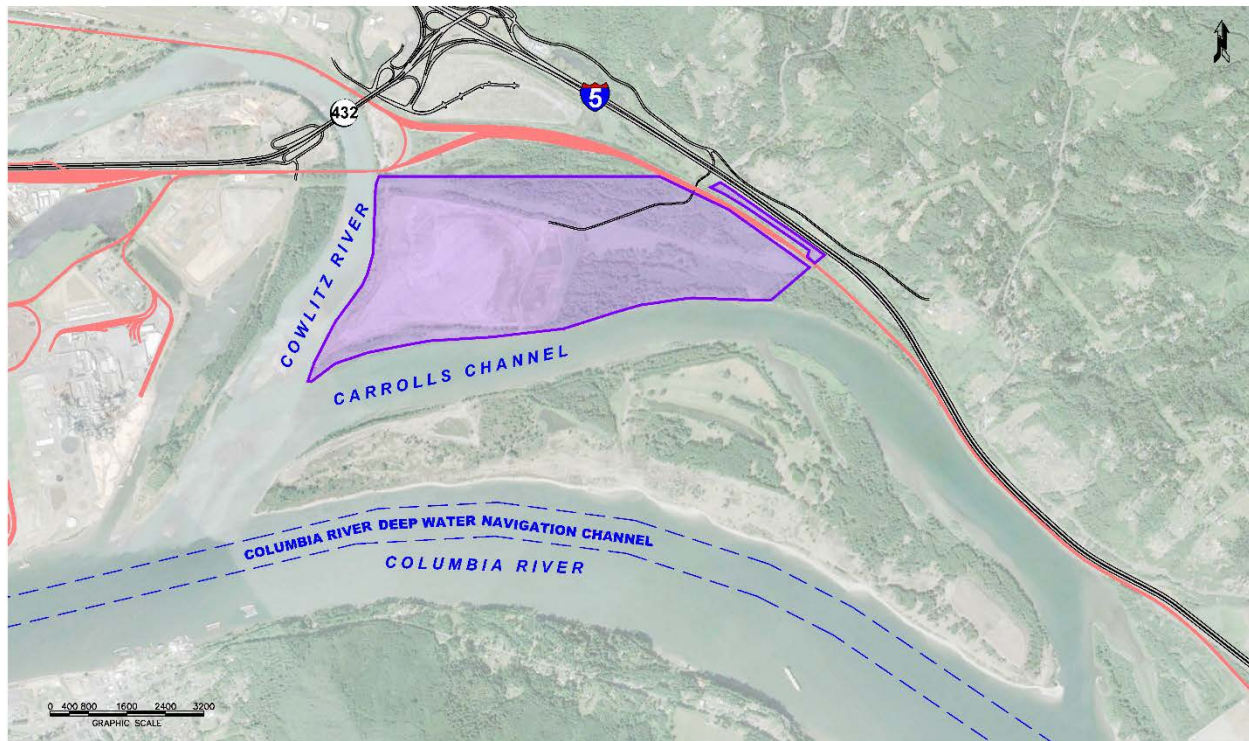 N
5
432
COWLITZ RIVER
CARROLLS CHANNEL
COLUMBIA RIVER DEEP WATER NAVIGATION CHANNEL
COLUMBIA RIVER
0 400 800 1600 2400 3200
GRAPHIC SCALE